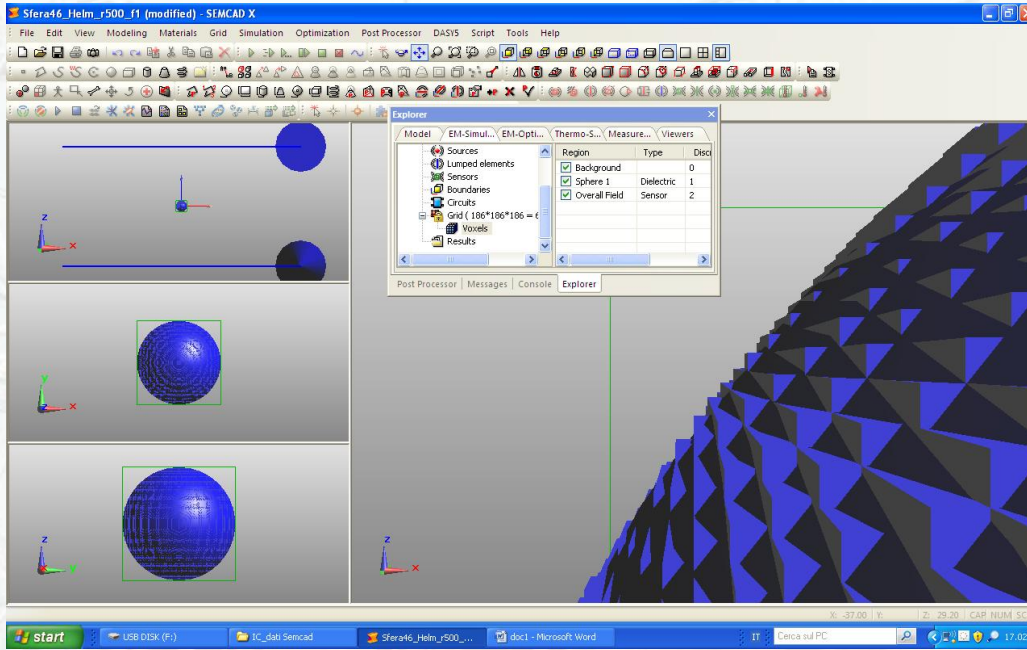 Sfera46_Helm_r500_f1 (modified) - SEMCAD X
File Edit View Modeling Materials Grid Simulation Optimization Post Processor DASY5 Script Tools Help
Explorer
Model EM-Simul... EM-Opti... Thermo-S... Measure... Viewers
Sources
Lumped elements
Sensors
Boundaries
Circuits
Grid ( 186*186*186 = 6
Voxels
Results
Region Type Disc
Background 0
Sphere 1 Dielectric 1
Overall Field Sensor 2
Post Processor Messages Console Explorer
z
x
y
x
z
y
z
x
X: -37.00 Y: Z: 29.20 CAP NUM SC
start USB DISK (F:) IC_dati Semcad Sfera46_Helm_r500_... doc1 - Microsoft Word IT Cerca sul PC 17.02